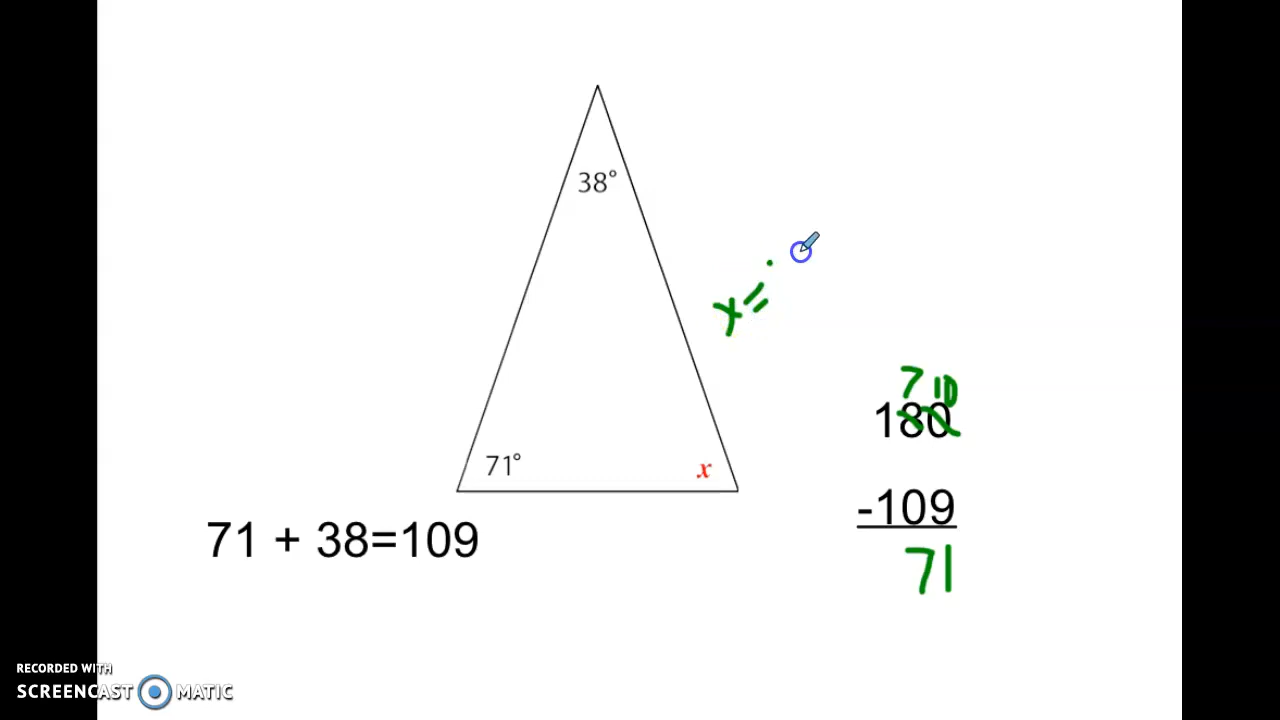 38°
x=
7 10
180
71° x
-109
71 + 38=109
71
RECORDED WITH
SCREENCAST MATIC